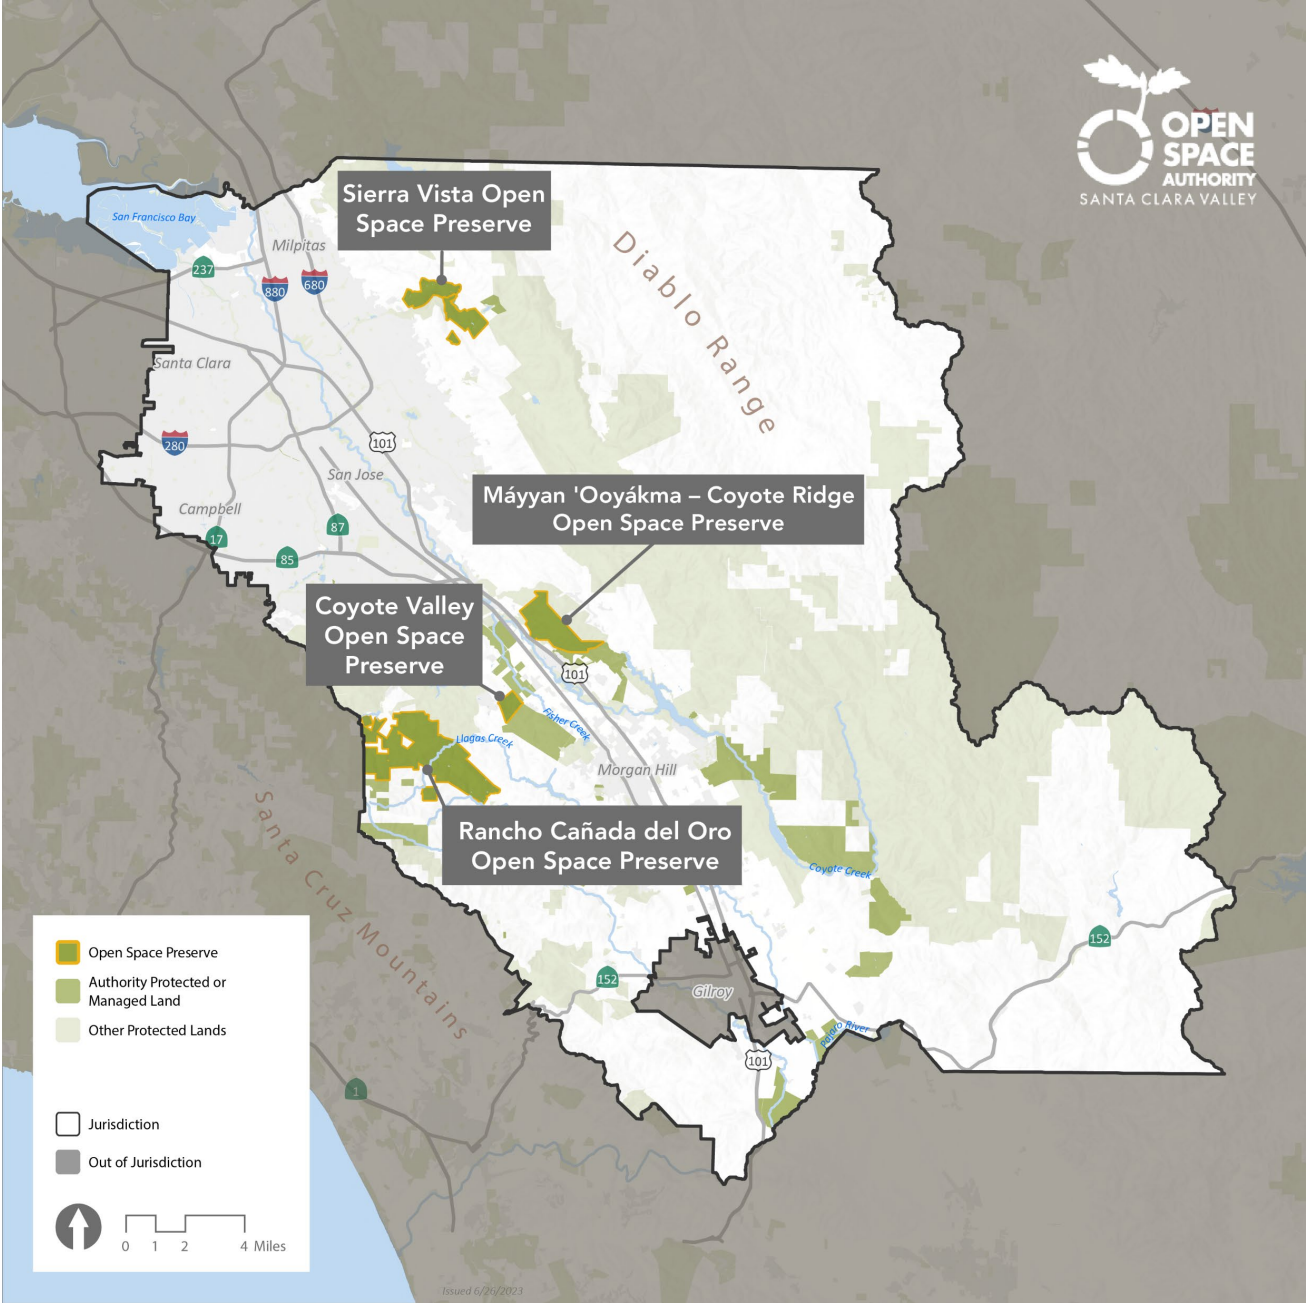 OPEN
SPACE
AUTHORITY
SANTA CLARA VALLEY
Sierra Vista Open
Space Preserve
San Francisco Bay
Milpitas
237
880
680
Diablo Range
Santa Clara
280
101
San Jose
Campbell
17
87
85
Máyyan 'Ooyákma – Coyote Ridge
Open Space Preserve
Coyote Valley
Open Space
Preserve
101
Fisher Creek
Llagas Creek
Morgan Hill
Rancho Cañada del Oro
Open Space Preserve
Coyote Creek
Santa Cruz Mountains
152
152
Gilroy
Pajaro River
101
1
Open Space Preserve
Authority Protected or
Managed Land
Other Protected Lands
Jurisdiction
Out of Jurisdiction
0 1 2 4 Miles
Issued 6/26/2023